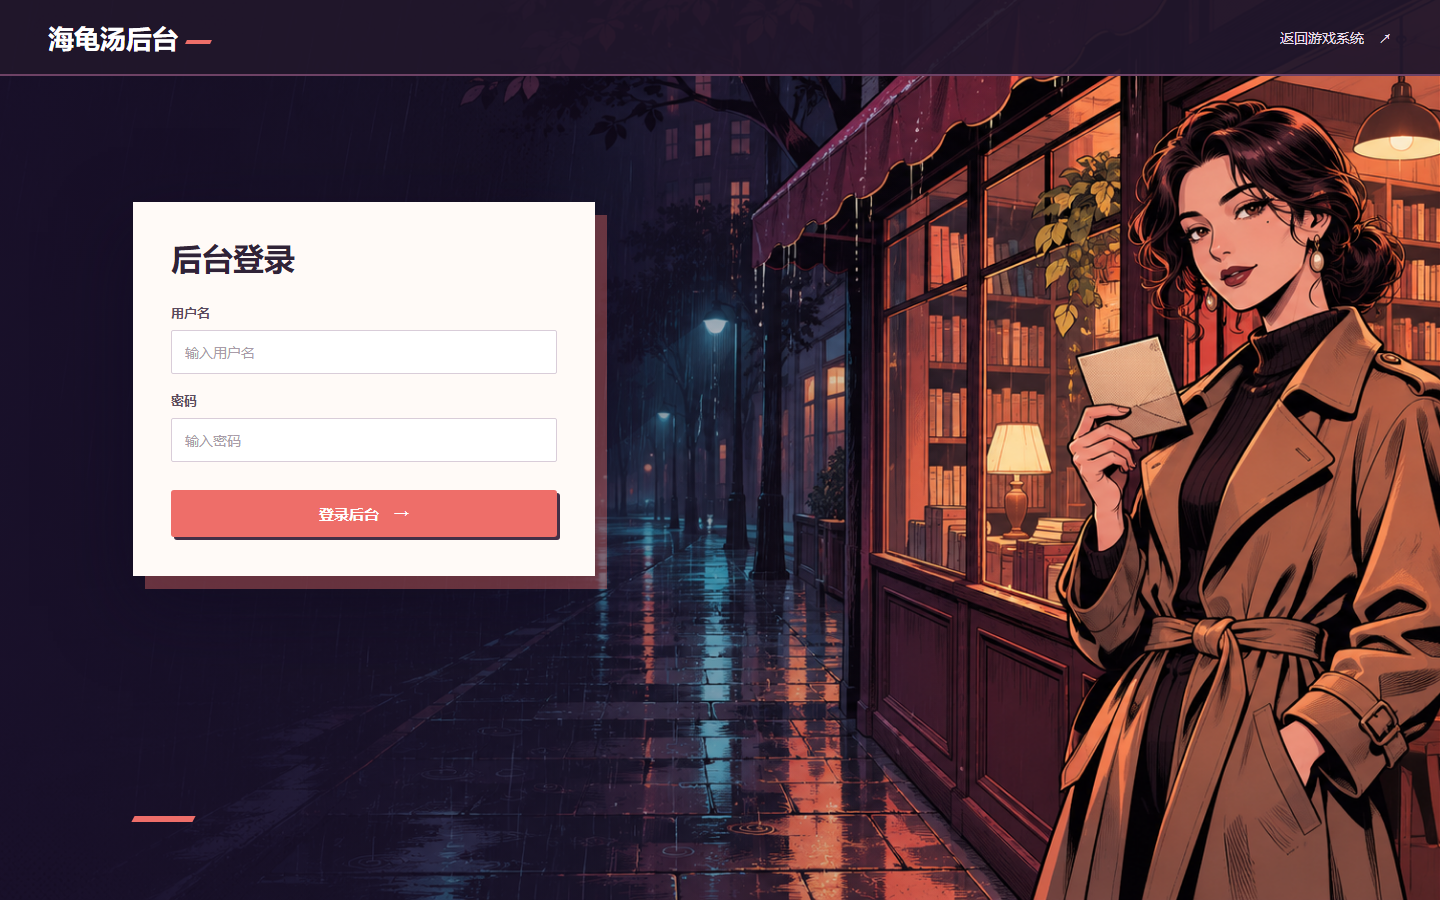 海龟汤后台
返回游戏系统 ↗
后台登录
用户名
输入用户名
密码
输入密码
登录后台 →